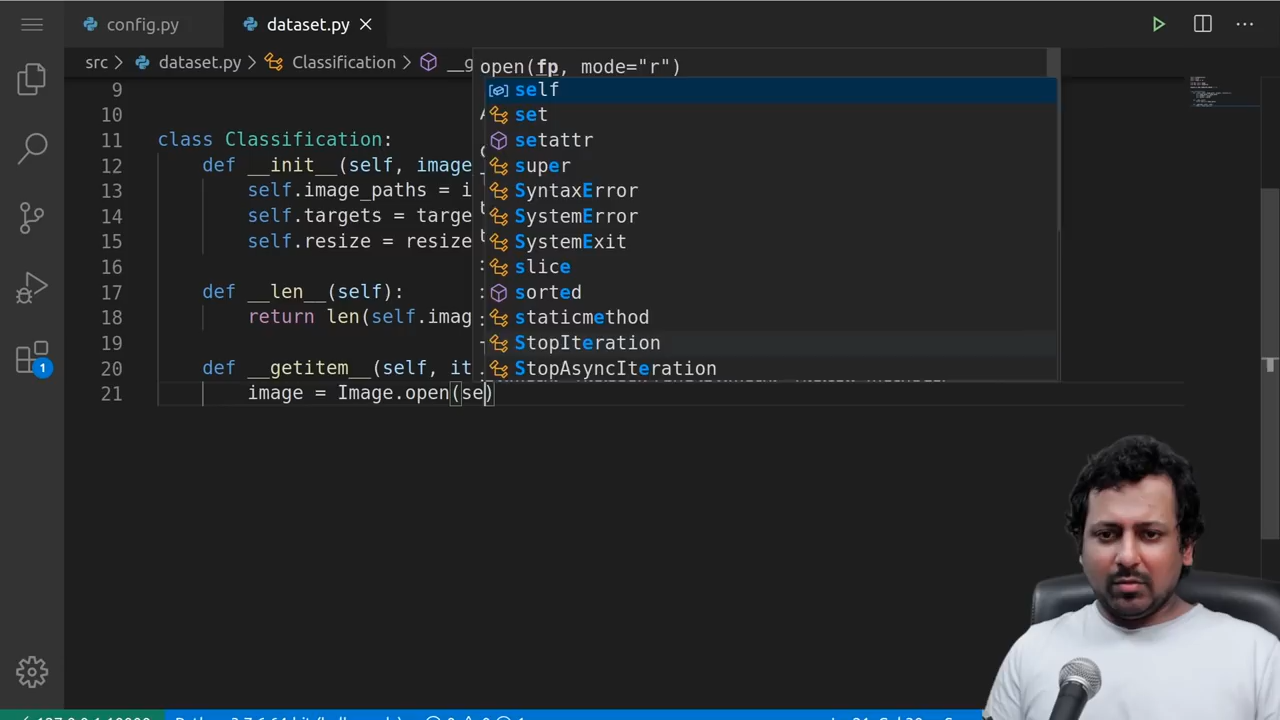 config.py dataset.py
src > dataset.py > Classification >
open(fp, mode="r")
9
self
10
set
11 class Classification:
setattr
12 def __init__(self, image
super
13 self.image_paths = i
SyntaxError
14 self.targets = targe
SystemError
15 self.resize = resize
SystemExit
16
slice
17 def __len__(self):
sorted
18 return len(self.imag
staticmethod
19
StopIteration
20 def __getitem__(self, it
StopAsyncIteration
21 image = Image.open(se)
1